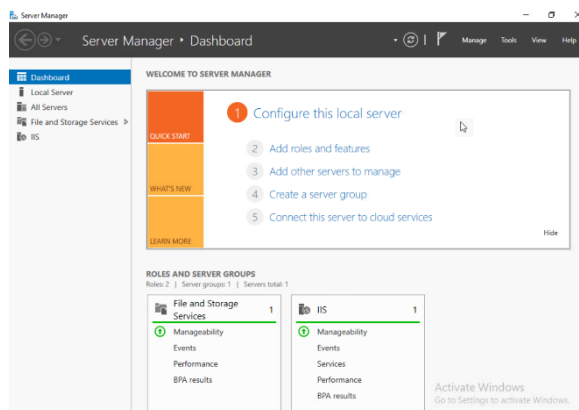 Server Manager
Server Manager • Dashboard
Manage Tools View Help
Dashboard
Local Server
All Servers
File and Storage Services
IIS
WELCOME TO SERVER MANAGER
QUICK START
WHAT'S NEW
LEARN MORE
1 Configure this local server
2 Add roles and features
3 Add other servers to manage
4 Create a server group
5 Connect this server to cloud services
Hide
ROLES AND SERVER GROUPS
Roles: 2 | Server groups: 1 | Servers total: 1
File and Storage
Services 1
Manageability
Events
Performance
BPA results
IIS 1
Manageability
Events
Services
Performance
BPA results
Activate Windows
Go to Settings to activate Windows.